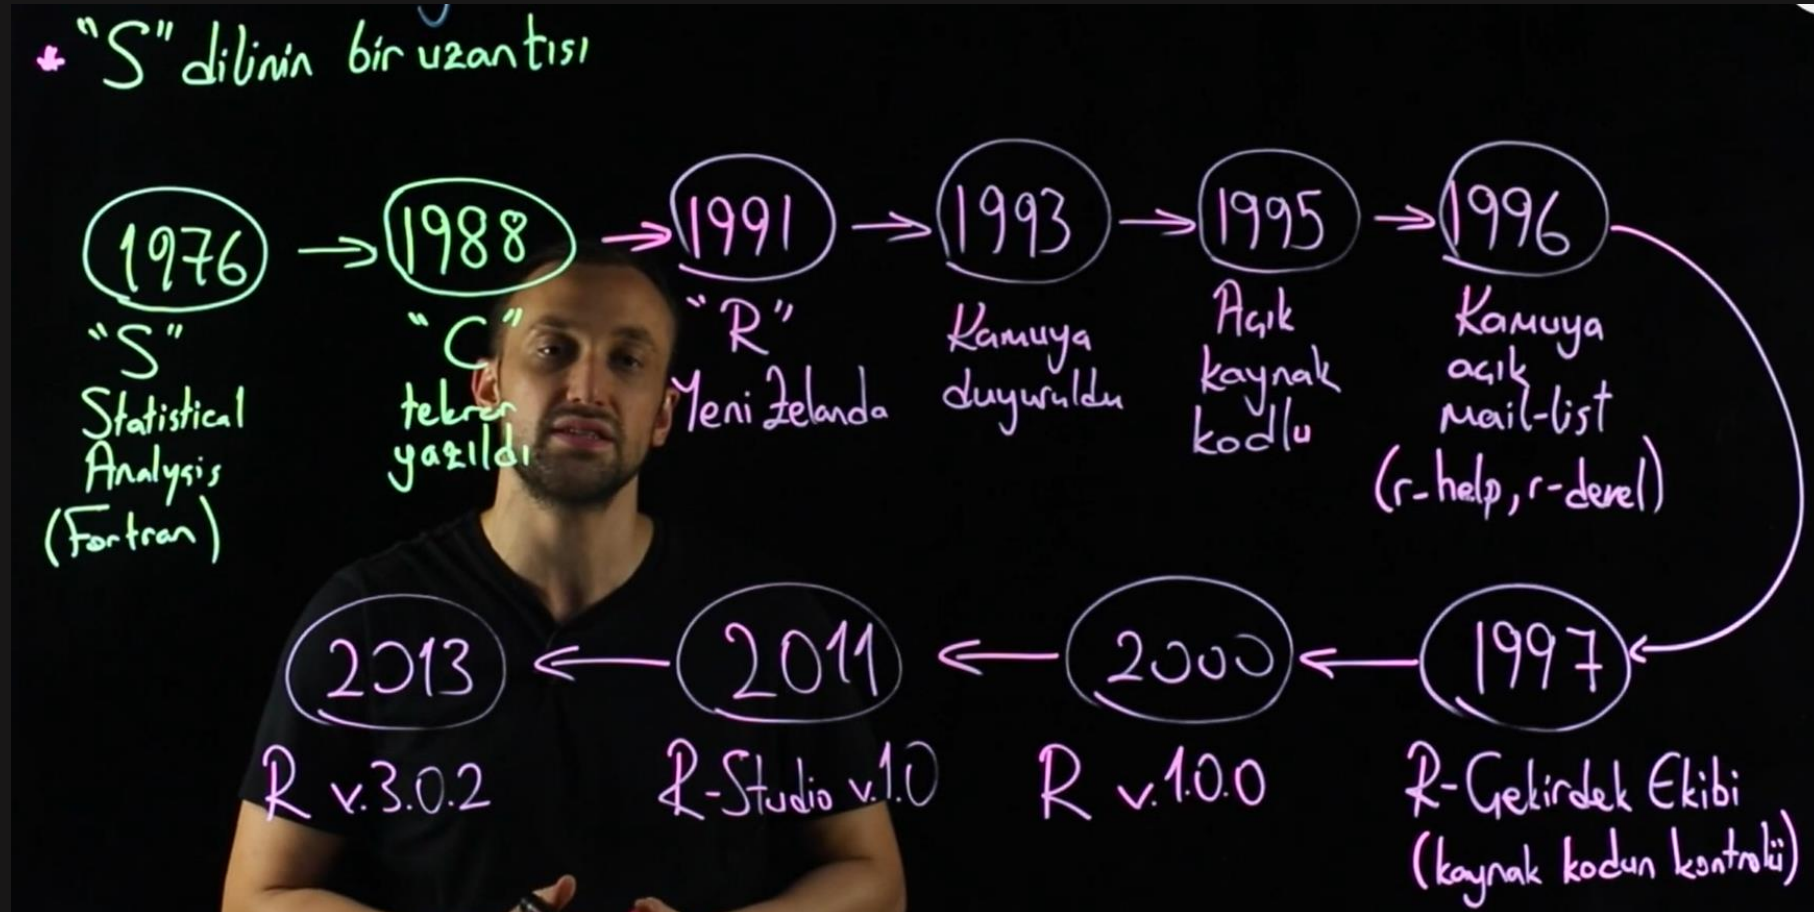 * "S" dilinin bir uzantısı
1976 → 1988 → 1991 → 1993 → 1995 → 1996
"S"
Statistical
Analysis
(Fortran)
"C"
tekrar
yazıldı
"R"
Yeni Zelanda
Kamuya
duyuruldu
Açık
kaynak
kodlu
Kamuya
açık
mail-list
(r-help, r-devel)
1997
R-Çekirdek Ekibi
(kaynak kodun kontrolü)
2000
R v.1.0.0
2011
R-Studio v.1.0
2013
R v.3.0.2